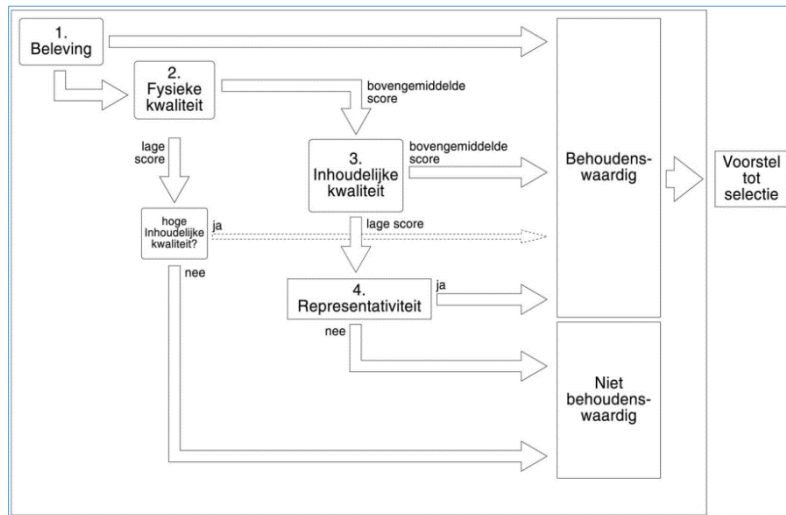 1.
Beleving
2.
Fysieke
kwaliteit
bovengemiddelde
score
lage
score
3.
Inhoudelijke
kwaliteit
bovengemiddelde
score
Behoudens-
waardig
Voorstel
tot
selectie
hoge
Inhoudelijke
kwaliteit?
ja
lage score
nee
4.
Representativiteit
ja
nee
Niet
behoudens-
waardig